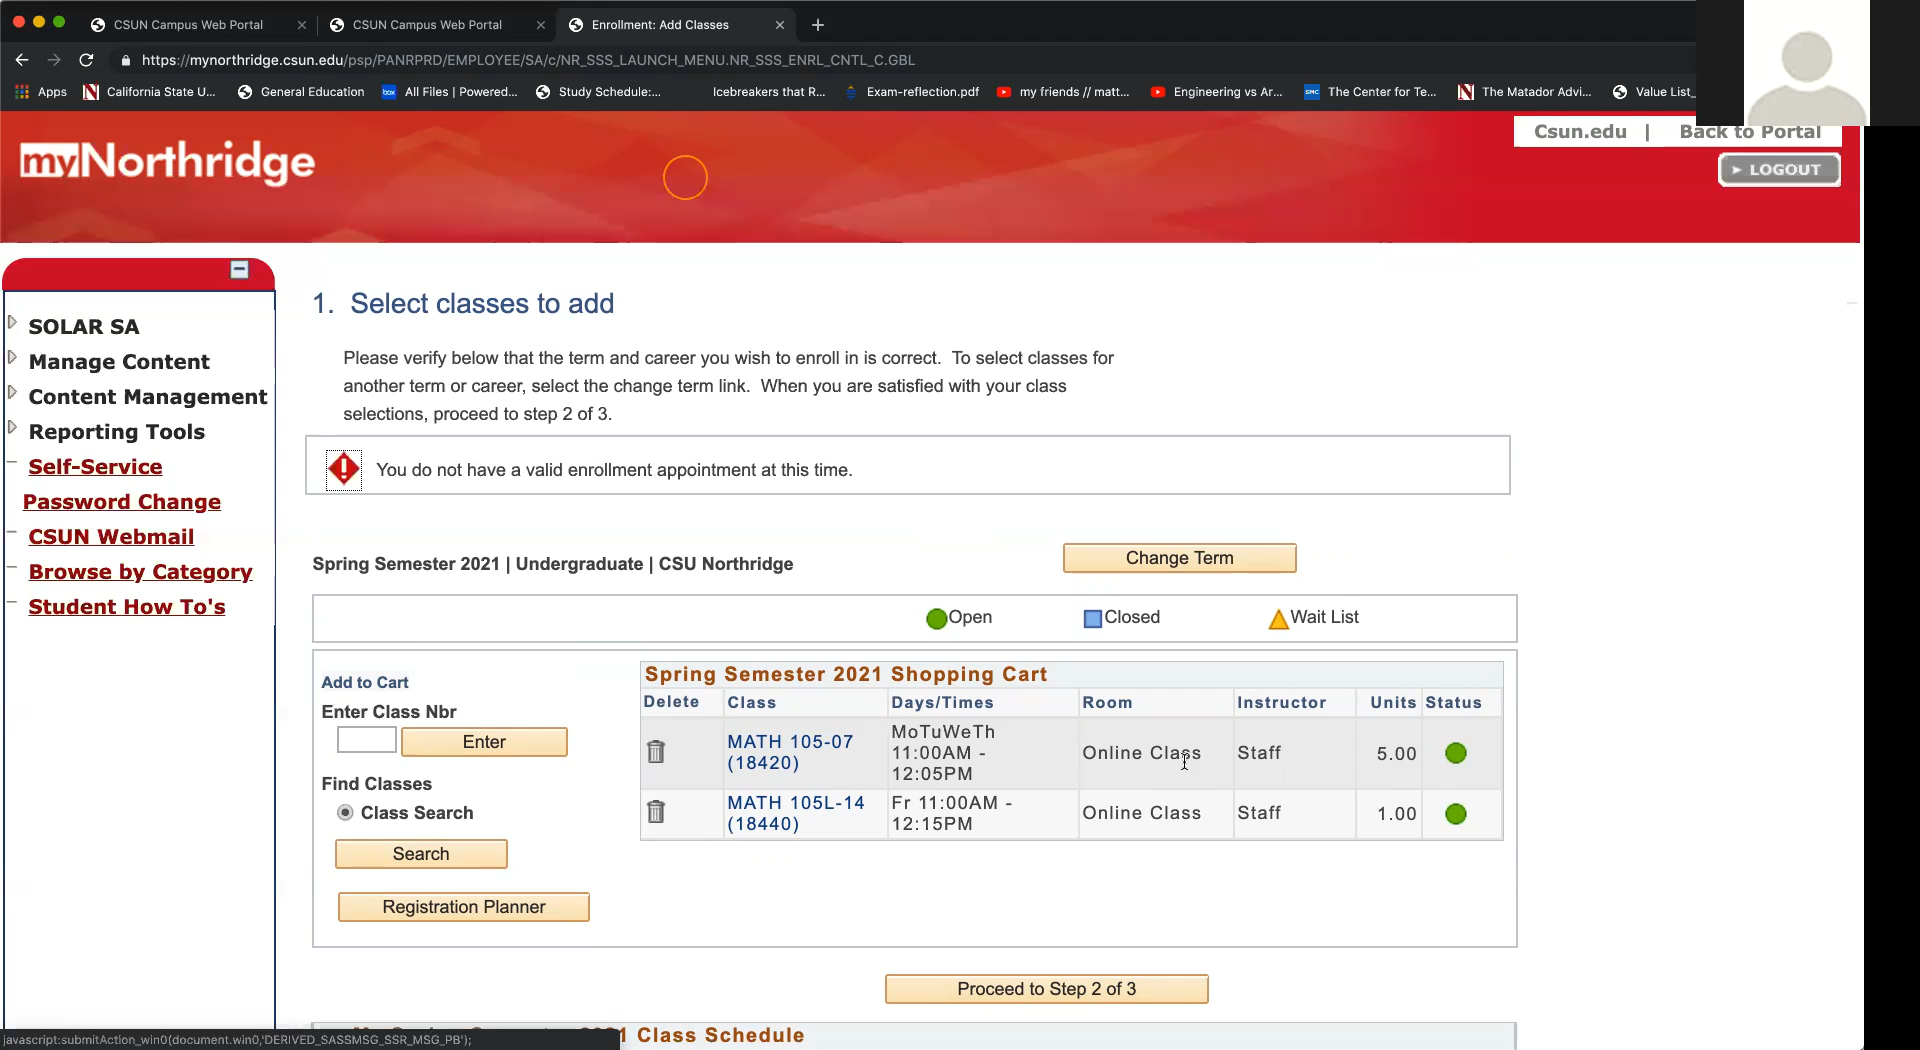 CSUN Campus Web Portal
CSUN Campus Web Portal
Enrollment: Add Classes
https://mynorthridge.csun.edu/psp/PANRPRD/EMPLOYEE/SA/c/NR_SSS_LAUNCH_MENU.NR_SSS_ENRL_CNTL_C.GBL
Apps California State U... General Education box All Files | Powered... Study Schedule:... Icebreakers that R... Exam-reflection.pdf my friends // matt... Engineering vs Ar... SMC The Center for Te... The Matador Advi... Value List_
Csun.edu | Back to Portal
myNorthridge
LOGOUT
SOLAR SA
Manage Content
Content Management
Reporting Tools
Self-Service
Password Change
CSUN Webmail
Browse by Category
Student How To's
1. Select classes to add
Please verify below that the term and career you wish to enroll in is correct. To select classes for
another term or career, select the change term link. When you are satisfied with your class
selections, proceed to step 2 of 3.
You do not have a valid enrollment appointment at this time.
Spring Semester 2021 | Undergraduate | CSU Northridge
Change Term
Open Closed Wait List
Add to Cart
Enter Class Nbr
Enter
Find Classes
Class Search
Search
Registration Planner
Spring Semester 2021 Shopping Cart
Delete Class Days/Times Room Instructor Units Status
MATH 105-07 (18420) MoTuWeTh 11:00AM - 12:05PM Online Class Staff 5.00
MATH 105L-14 (18440) Fr 11:00AM - 12:15PM Online Class Staff 1.00
Proceed to Step 2 of 3
1 Class Schedule
javascript:submitAction_win0(document.win0,'DERIVED_SASSMSG_SSR_MSG_PB');